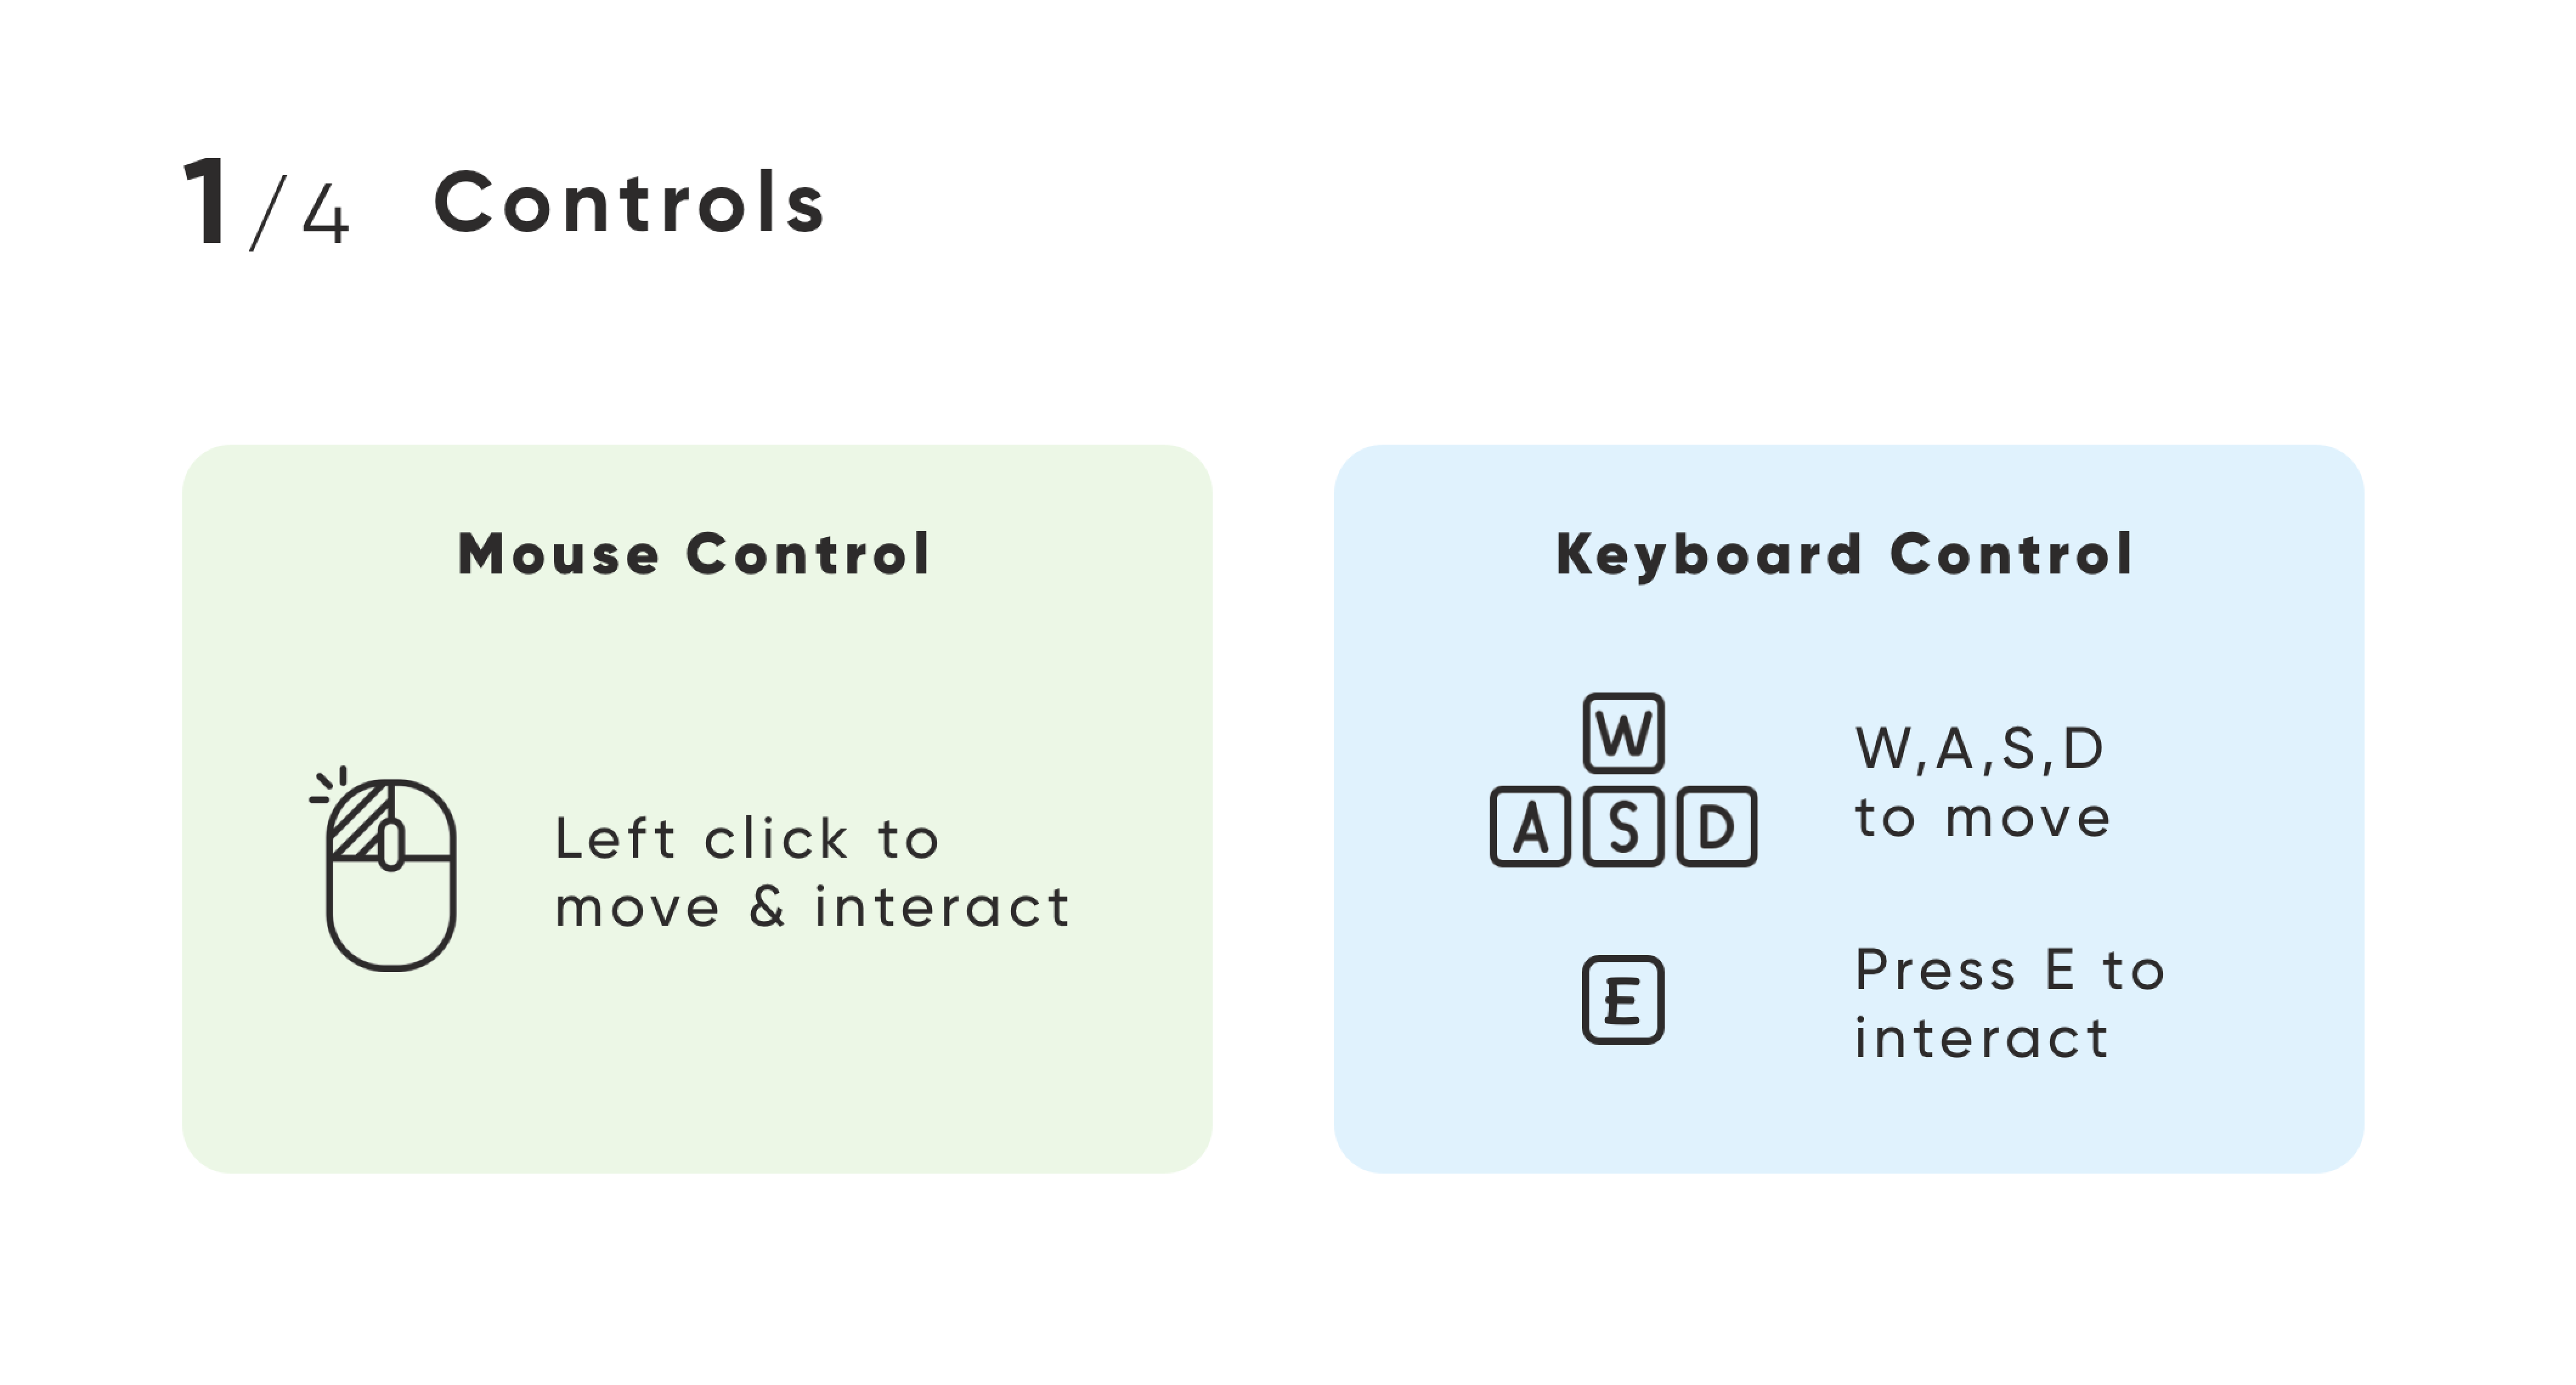 1/4 Controls
Mouse Control
Left click to
move & interact
Keyboard Control
W
A S D
W,A,S,D
to move
E
Press E to
interact